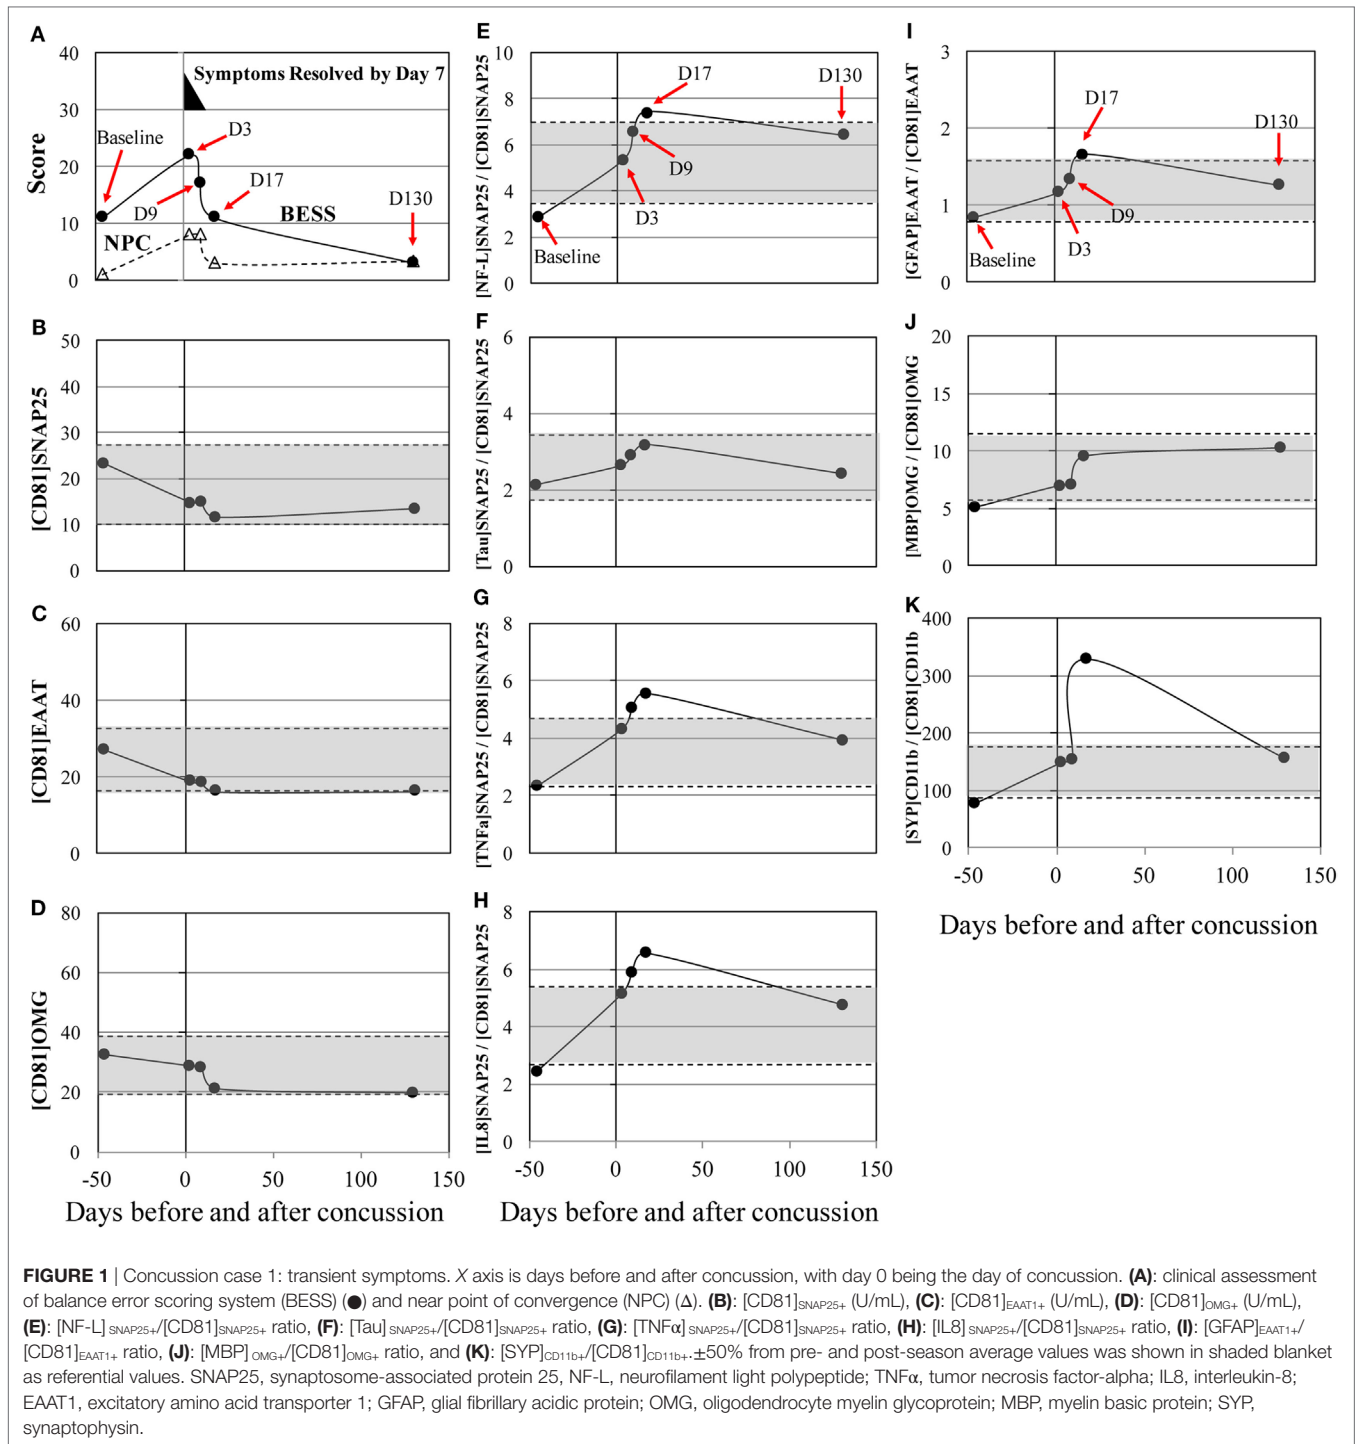 A
40
30
20
10
0
Score
Symptoms Resolved by Day 7
Baseline
D3
D9
D17
D130
BESS
NPC
B
50
40
30
20
10
0
[CD81]SNAP25
C
60
40
20
0
[CD81]EAAT
D
80
60
40
20
0
[CD81]OMG
-50 0 50 100 150
Days before and after concussion
E
10
8
6
4
2
0
[NF-L]SNAP25 / [CD81]SNAP25
D17
D130
D9
D3
Baseline
F
6
4
2
0
[Tau]SNAP25 / [CD81]SNAP25
G
8
6
4
2
0
[TNFa]SNAP25 / [CD81]SNAP25
H
8
6
4
2
0
[IL8]SNAP25 / [CD81]SNAP25
-50 0 50 100 150
Days before and after concussion
I
3
2
1
0
[GFAP]EAAT / [CD81]EAAT
D17
D130
D9
D3
Baseline
J
20
15
10
5
0
[MBP]OMG / [CD81]OMG
K
400
300
200
100
0
[SYP]CD11b / [CD81]CD11b
-50 0 50 100 150
Days before and after concussion
FIGURE 1 | Concussion case 1: transient symptoms. X axis is days before and after concussion, with day 0 being the day of concussion. (A): clinical assessment
of balance error scoring system (BESS) (●) and near point of convergence (NPC) (Δ). (B): [CD81]SNAP25+ (U/mL), (C): [CD81]EAAT1+ (U/mL), (D): [CD81]OMG+ (U/mL),
(E): [NF-L] SNAP25+/[CD81]SNAP25+ ratio, (F): [Tau] SNAP25+/[CD81]SNAP25+ ratio, (G): [TNFα] SNAP25+/[CD81]SNAP25+ ratio, (H): [IL8] SNAP25+/[CD81]SNAP25+ ratio, (I): [GFAP]EAAT1+/
[CD81]EAAT1+ ratio, (J): [MBP] OMG+/[CD81]OMG+ ratio, and (K): [SYP]CD11b+/[CD81]CD11b+.±50% from pre- and post-season average values was shown in shaded blanket
as referential values. SNAP25, synaptosome-associated protein 25, NF-L, neurofilament light polypeptide; TNFα, tumor necrosis factor-alpha; IL8, interleukin-8;
EAAT1, excitatory amino acid transporter 1; GFAP, glial fibrillary acidic protein; OMG, oligodendrocyte myelin glycoprotein; MBP, myelin basic protein; SYP,
synaptophysin.